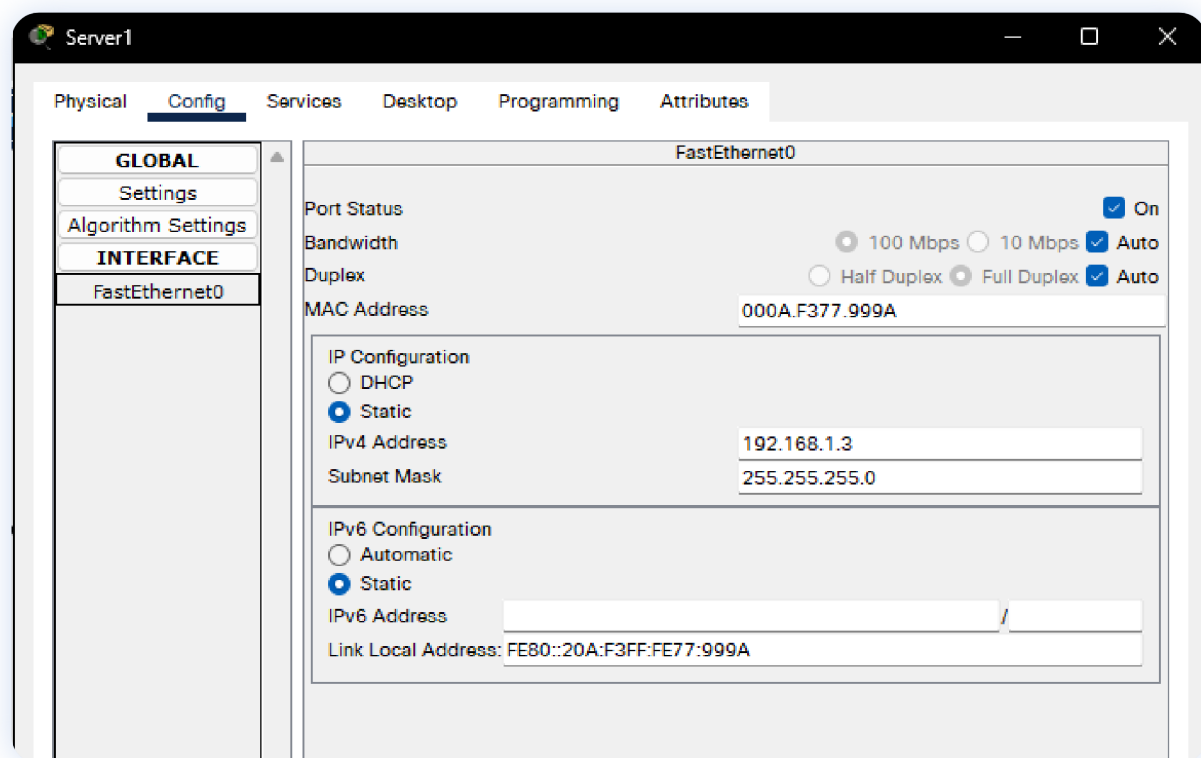 Server1
Physical Config Services Desktop Programming Attributes
GLOBAL
Settings
Algorithm Settings
INTERFACE
FastEthernet0
FastEthernet0
Port Status On
Bandwidth 100 Mbps 10 Mbps Auto
Duplex Half Duplex Full Duplex Auto
MAC Address 000A.F377.999A
IP Configuration
DHCP
Static
IPv4 Address 192.168.1.3
Subnet Mask 255.255.255.0
IPv6 Configuration
Automatic
Static
IPv6 Address /
Link Local Address: FE80::20A:F3FF:FE77:999A